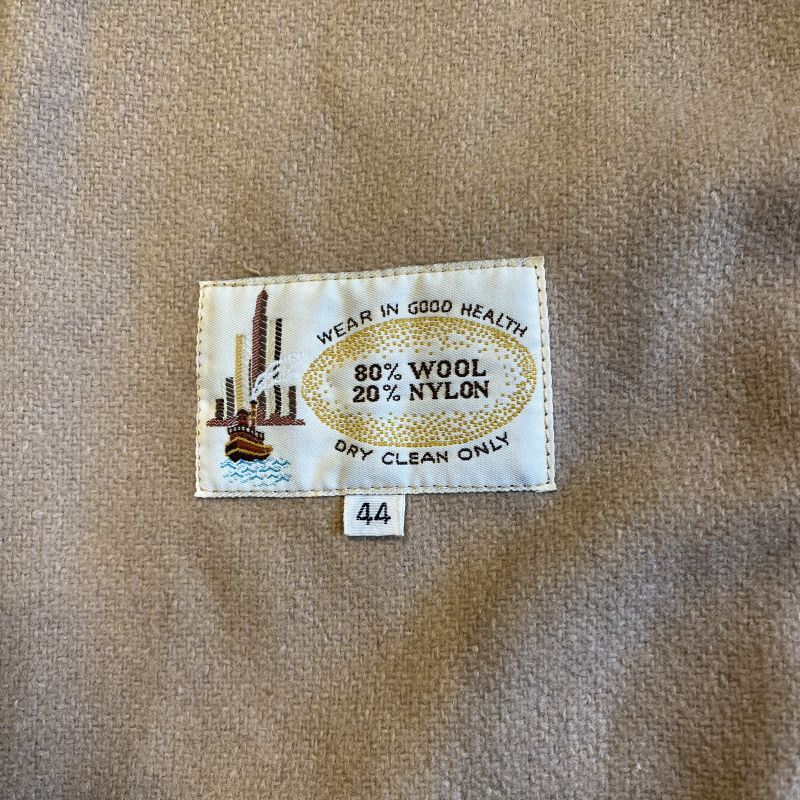 WEAR IN GOOD HEALTH
80% WOOL
20% NYLON
DRY CLEAN ONLY
44